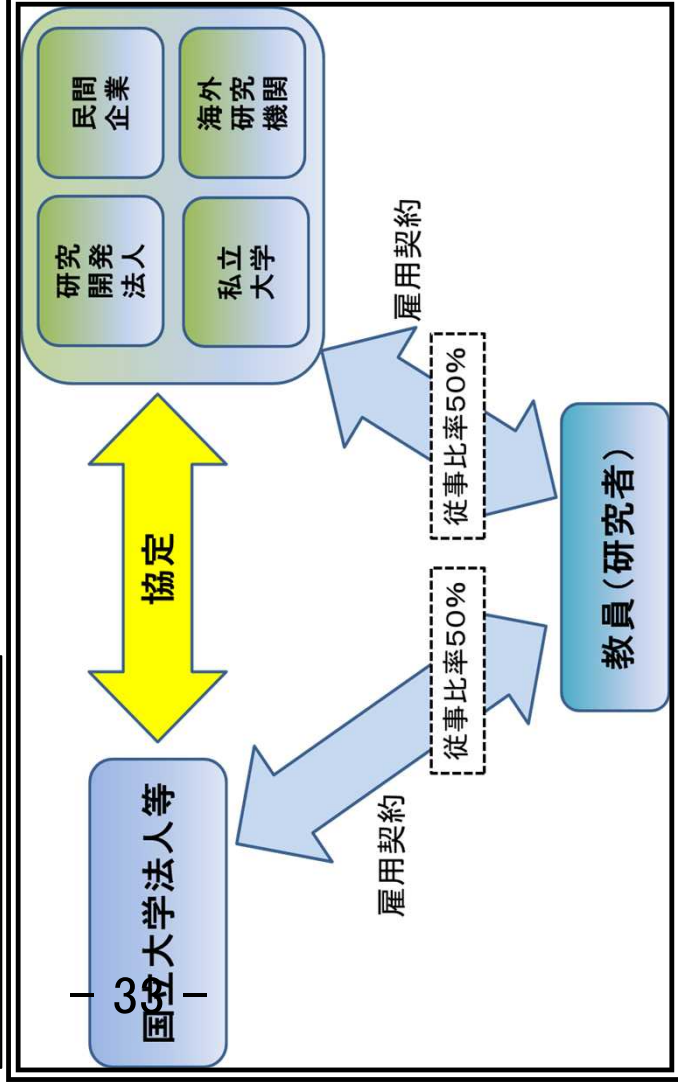 国立大学法人等
協定
研究
開発
法人
民間
企業
私立
大学
海外
研究
機関
雇用契約
従事比率50%
雇用契約
従事比率50%
教員(研究者)
- 33 -